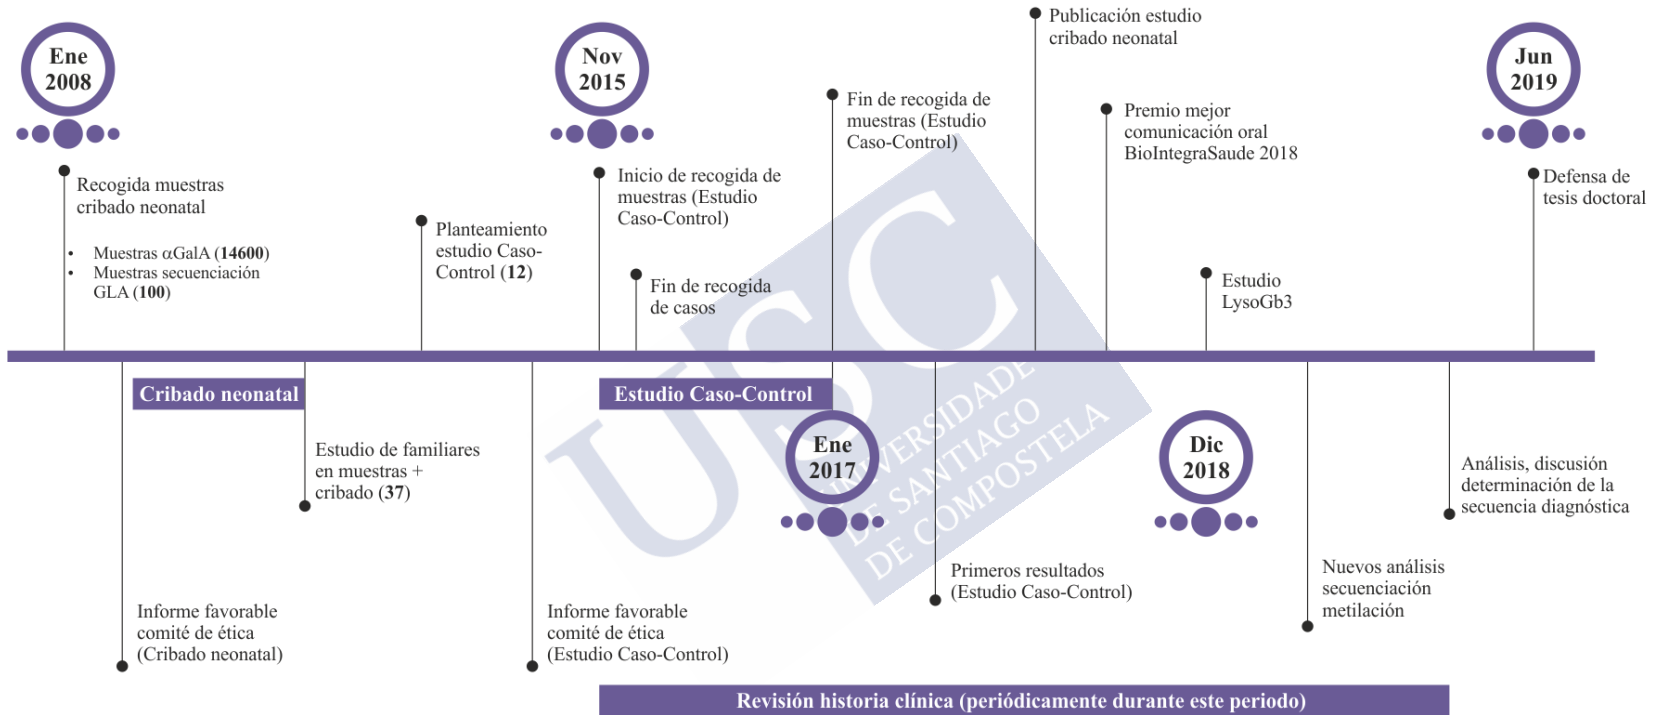 Ene
2008
Recogida muestras
cribado neonatal
• Muestras αGalA (14600)
• Muestras secuenciación
GLA (100)
Planteamiento
estudio Caso-
Control (12)
Nov
2015
Inicio de recogida de
muestras (Estudio
Caso-Control)
Fin de recogida
de casos
Fin de recogida de
muestras (Estudio
Caso-Control)
Publicación estudio
cribado neonatal
Premio mejor
comunicación oral
BioIntegraSaude 2018
Estudio
LysoGb3
Jun
2019
Defensa de
tesis doctoral
Cribado neonatal
Estudio Caso-Control
Informe favorable
comité de ética
(Cribado neonatal)
Estudio de familiares
en muestras +
cribado (37)
Informe favorable
comité de ética
(Estudio Caso-Control)
Ene
2017
Primeros resultados
(Estudio Caso-Control)
Dic
2018
Nuevos análisis
secuenciación
metilación
Análisis, discusión
determinación de la
secuencia diagnóstica
Revisión historia clínica (periódicamente durante este periodo)
USC
UNIVERSIDADE
DE SANTIAGO
DE COMPOSTELA